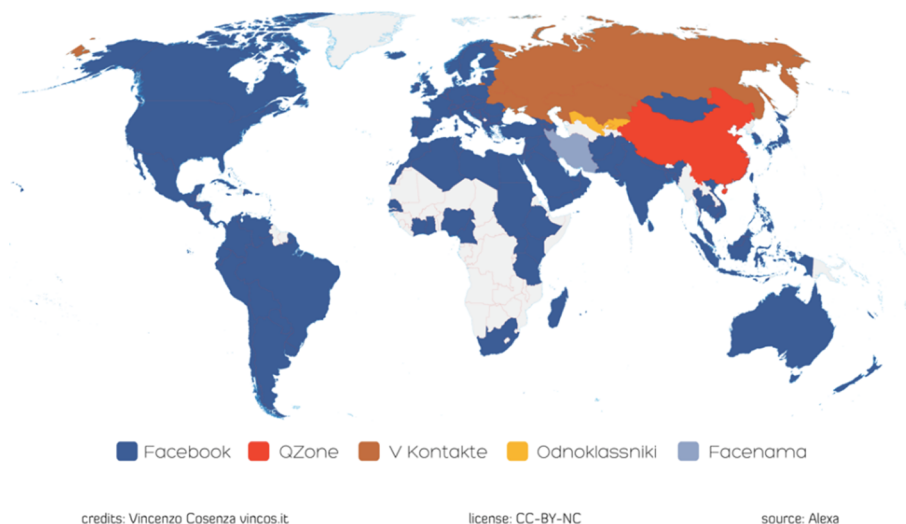 Facebook QZone V Kontakte Odnoklassniki Facenama
credits: Vincenzo Cosenza vincos.it license: CC-BY-NC source: Alexa